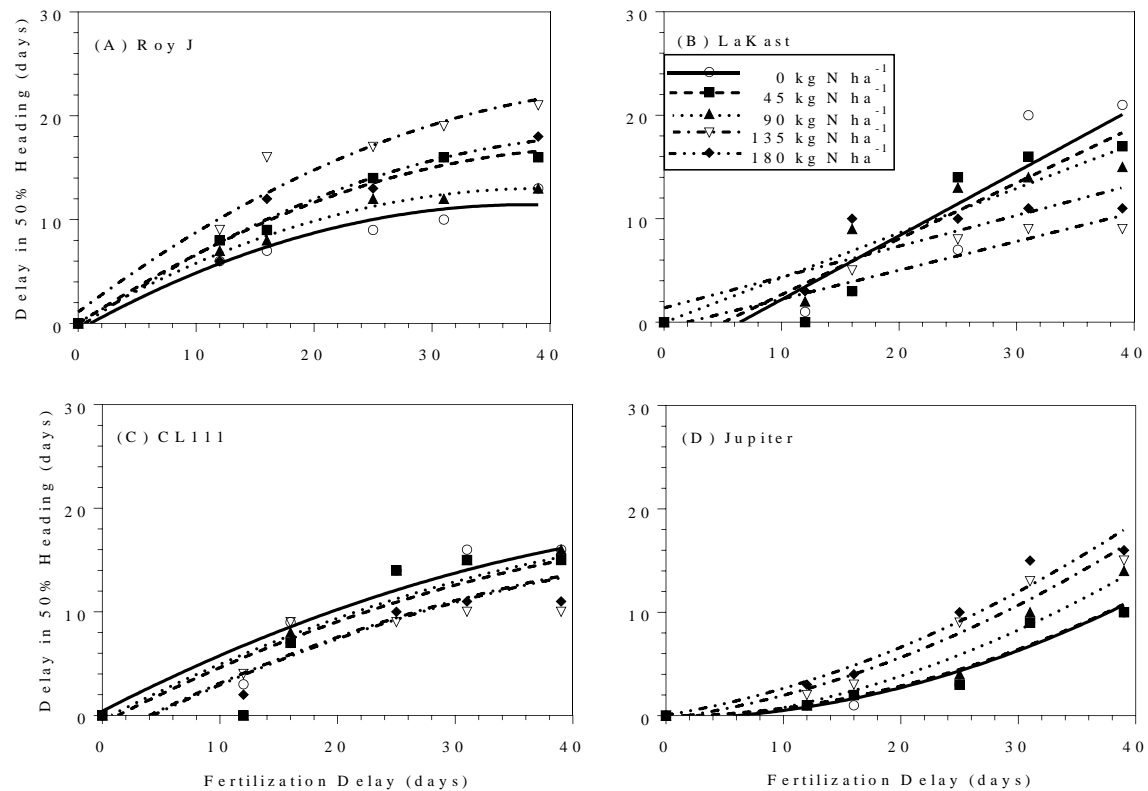 (A) Roy J
Delay in 50% Heading (days)
30
20
10
0
0 10 20 30 40
(B) LaKast
0 kg N ha-1
45 kg N ha-1
90 kg N ha-1
135 kg N ha-1
180 kg N ha-1
30
20
10
0
0 10 20 30 40
(C) CL111
Delay in 50% Heading (days)
30
20
10
0
0 10 20 30 40
Fertilization Delay (days)
(D) Jupiter
30
20
10
0
0 10 20 30 40
Fertilization Delay (days)